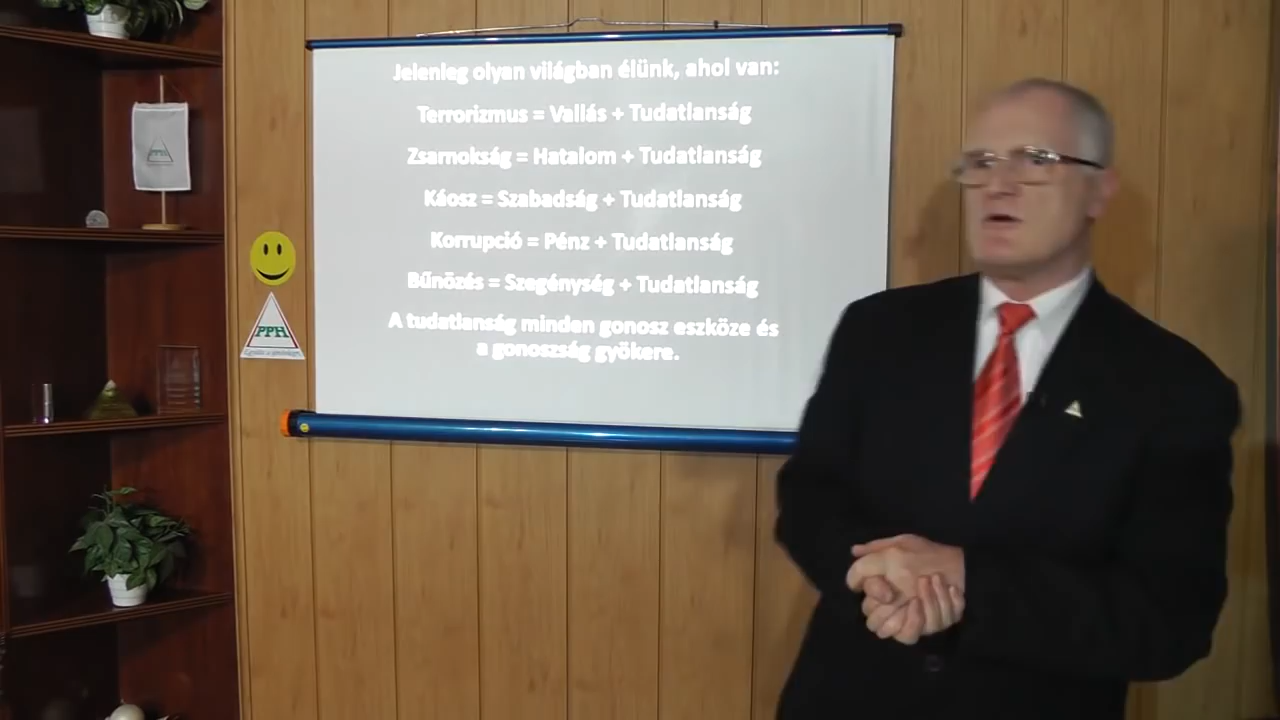 Jelenleg olyan világban élünk, ahol van:
Terrorizmus = Vallás + Tudatlanság
Zsarnokság = Hatalom + Tudatlanság
Káosz = Szabadság + Tudatlanság
Korrupció = Pénz + Tudatlanság
Bűnözés = Szegénység + Tudatlanság
A tudatlanság minden gonosz eszköze és
a gonoszság gyökere.
PPH